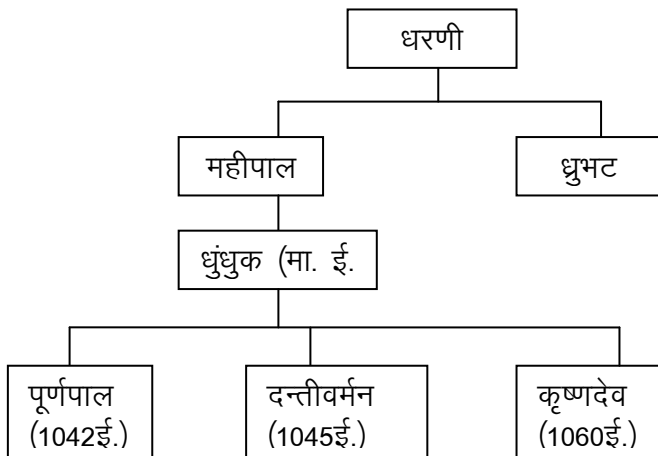 धरणी
महीपाल
ध्रुभट
धुंधुक (मा. ई.
पूर्णपाल
(1042ई.)
दन्तीवर्मन
(1045ई.)
कृष्णदेव
(1060ई.)